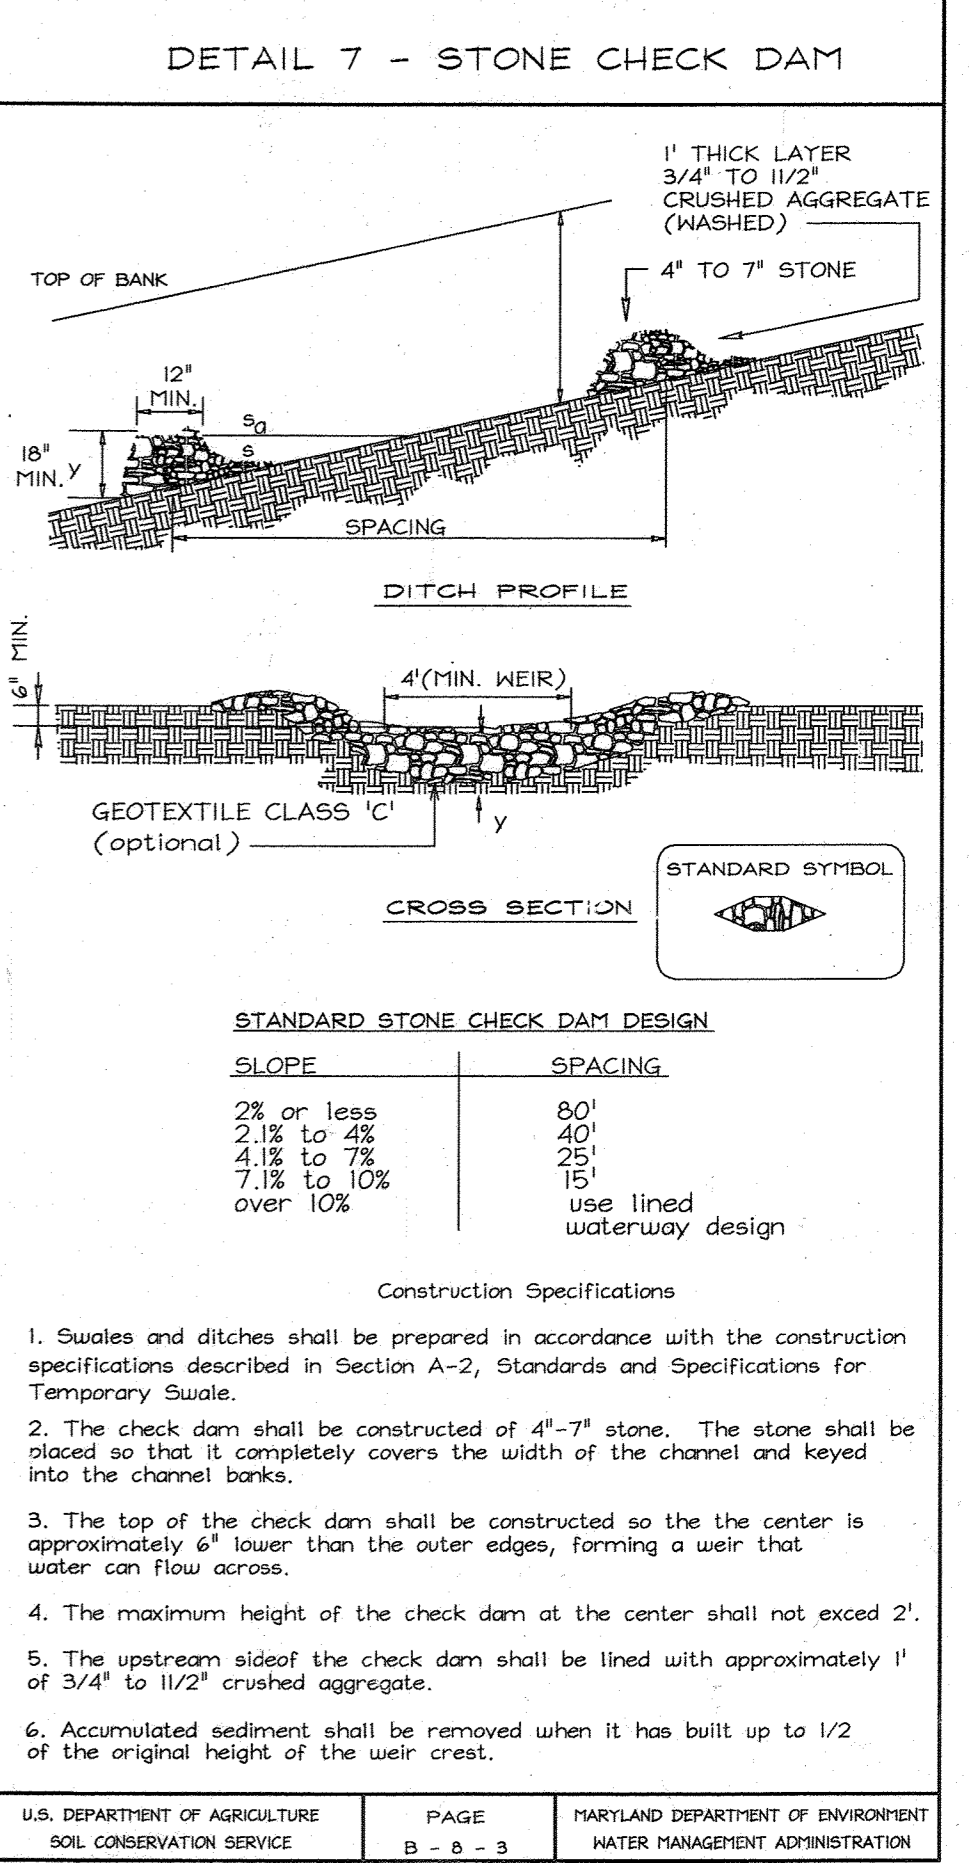 DETAIL 7 - STONE CHECK DAM
1' THICK LAYER
3/4" TO 11/2"
CRUSHED AGGREGATE
(WASHED)
4" TO 7" STONE
TOP OF BANK
12"
MIN.
Sa
S
18"
MIN. y
SPACING
DITCH PROFILE
6" MIN.
4'(MIN. WEIR)
GEOTEXTILE CLASS 'C'
(optional)
y
STANDARD SYMBOL
CROSS SECTION
STANDARD STONE CHECK DAM DESIGN
SLOPE SPACING
2% or less 80'
2.1% to 4% 40'
4.1% to 7% 25'
7.1% to 10% 15'
over 10% use lined
waterway design
Construction Specifications
1. Swales and ditches shall be prepared in accordance with the construction
specifications described in Section A-2, Standards and Specifications for
Temporary Swale.
2. The check dam shall be constructed of 4"-7" stone. The stone shall be
placed so that it completely covers the width of the channel and keyed
into the channel banks.
3. The top of the check dam shall be constructed so the the center is
approximately 6" lower than the outer edges, forming a weir that
water can flow across.
4. The maximum height of the check dam at the center shall not exced 2'.
5. The upstream sideof the check dam shall be lined with approximately 1'
of 3/4" to 11/2" crushed aggregate.
6. Accumulated sediment shall be removed when it has built up to 1/2
of the original height of the weir crest.
U.S. DEPARTMENT OF AGRICULTURE
SOIL CONSERVATION SERVICE
PAGE
B - 8 - 3
MARYLAND DEPARTMENT OF ENVIRONMENT
WATER MANAGEMENT ADMINISTRATION